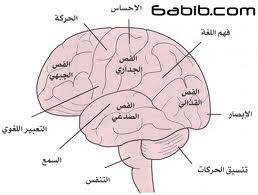 6abib.com
الإحساس
الحركة
فهم اللغة
الفص
الجداري
الفص
الجبهي
الفص
القذالي
الفص
الصدغي
الإبصار
التعبير اللغوي
السمع
التنفس
تنسيق الحركات